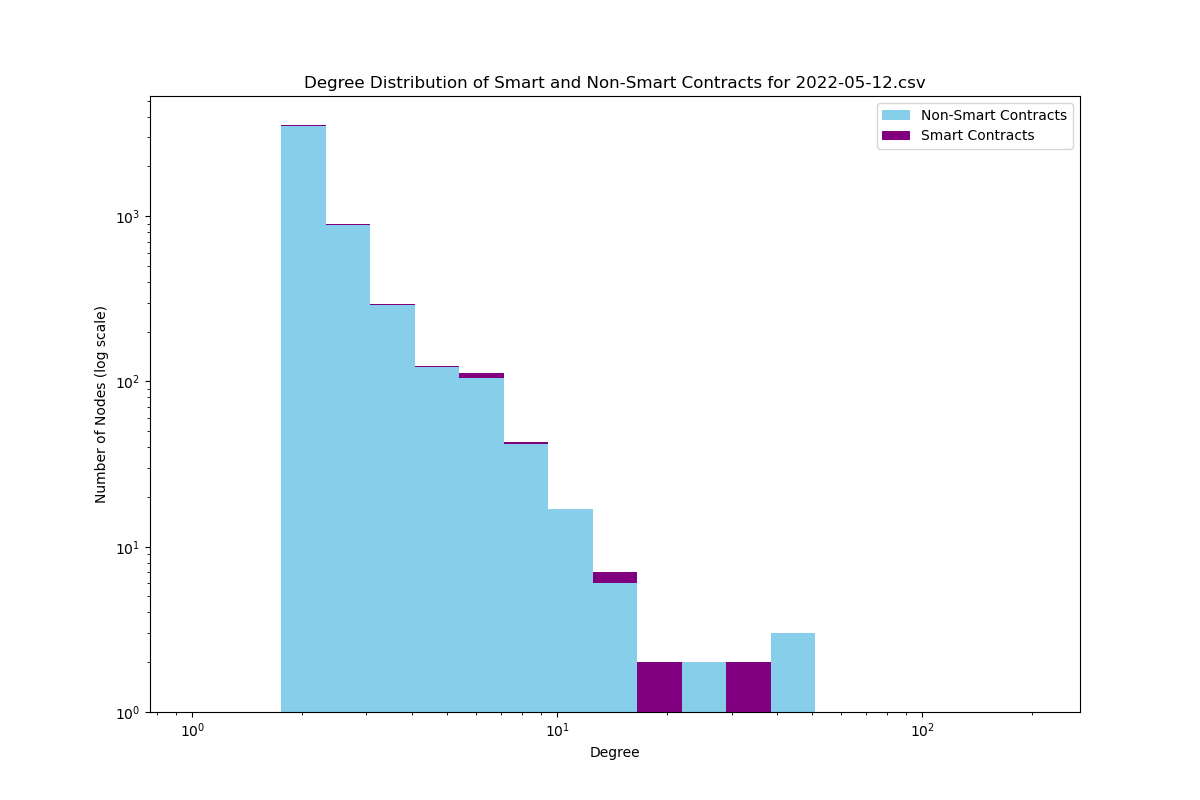 Degree Distribution of Smart and Non-Smart Contracts for 2022-05-12.csv
Non-Smart Contracts
Smart Contracts
Number of Nodes (log scale)
10³
10²
10¹
10⁰
10⁰ 10¹ 10²
Degree